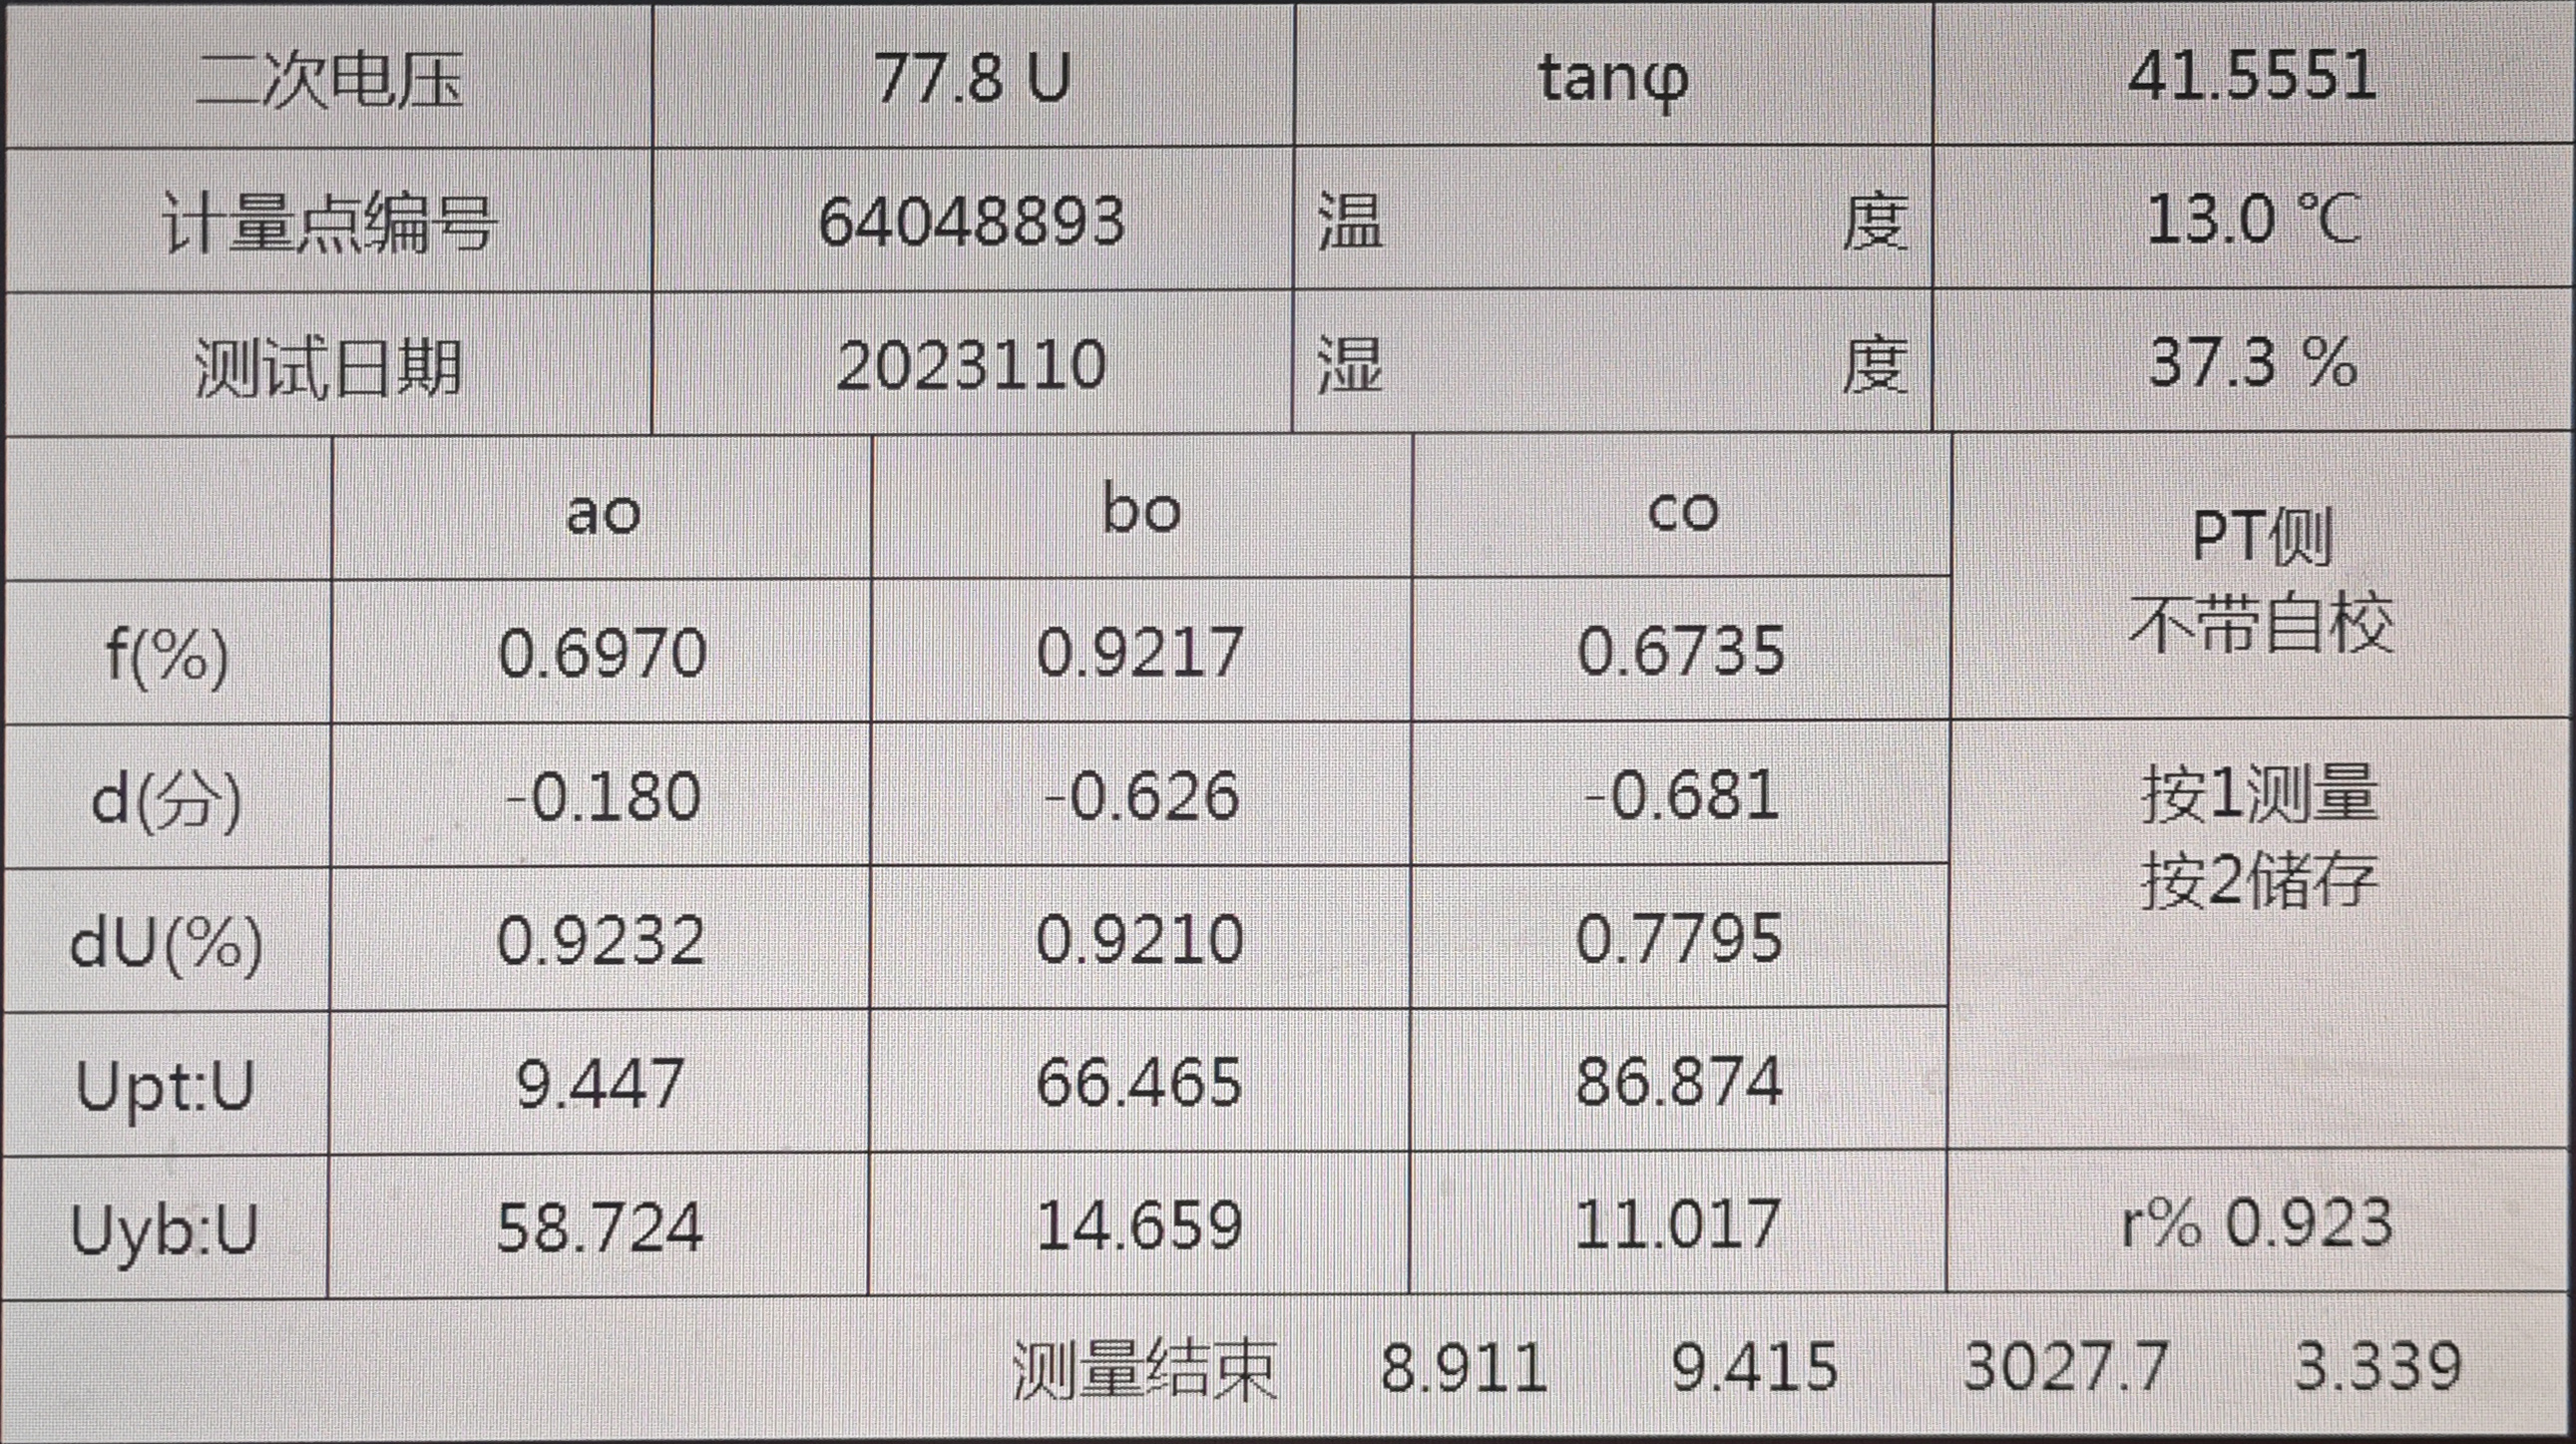 二次电压 77.8 U tanφ 41.5551
计量点编号 64048893 温 度 13.0 ℃
测试日期 2023110 湿 度 37.3 %
ao bo co PT侧
不带自校
f(%) 0.6970 0.9217 0.6735
d(分) -0.180 -0.626 -0.681 按1测量
按2储存
dU(%) 0.9232 0.9210 0.7795
Upt:U 9.447 66.465 86.874
Uyb:U 58.724 14.659 11.017 r% 0.923
测量结束 8.911 9.415 3027.7 3.339